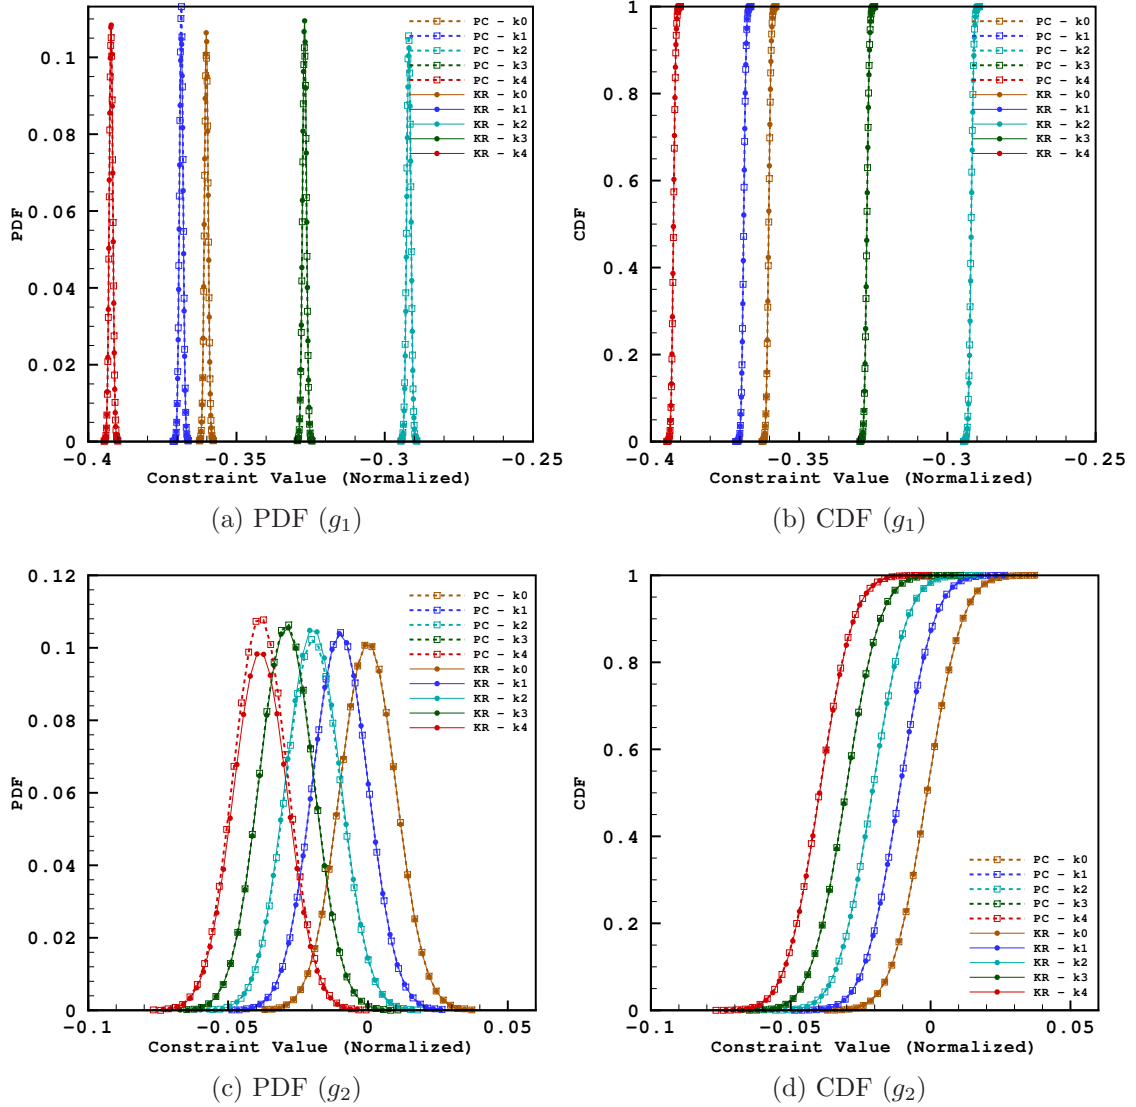 PDF
0.1
0.08
0.06
0.04
0.02
0
-0.4
-0.35
-0.3
-0.25
Constraint Value (Normalized)
PC - k0
PC - k1
PC - k2
PC - k3
PC - k4
KR - k0
KR - k1
KR - k2
KR - k3
KR - k4
(a) PDF (g1)
CDF
1
0.8
0.6
0.4
0.2
0
-0.4
-0.35
-0.3
-0.25
Constraint Value (Normalized)
PC - k0
PC - k1
PC - k2
PC - k3
PC - k4
KR - k0
KR - k1
KR - k2
KR - k3
KR - k4
(b) CDF (g1)
PDF
0.12
0.1
0.08
0.06
0.04
0.02
0
-0.1
-0.05
0
0.05
Constraint Value (Normalized)
PC - k0
PC - k1
PC - k2
PC - k3
PC - k4
KR - k0
KR - k1
KR - k2
KR - k3
KR - k4
(c) PDF (g2)
CDF
1
0.8
0.6
0.4
0.2
0
-0.1
-0.05
0
0.05
Constraint Value (Normalized)
PC - k0
PC - k1
PC - k2
PC - k3
PC - k4
KR - k0
KR - k1
KR - k2
KR - k3
KR - k4
(d) CDF (g2)